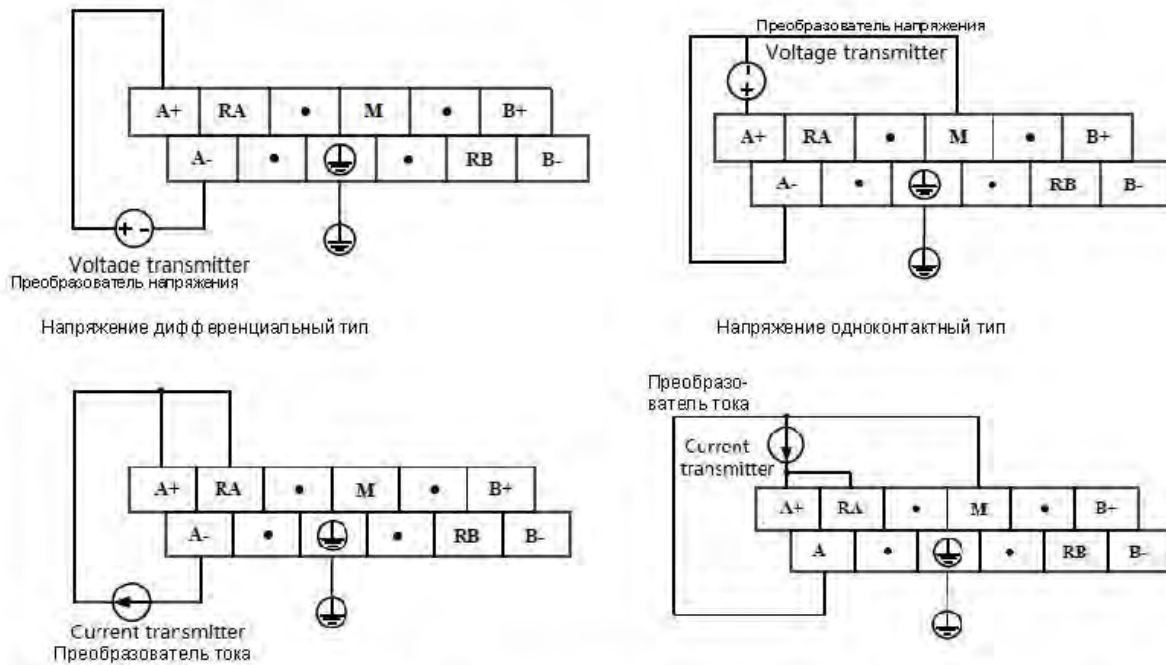 A+ RA • M • B+
A- • • RB B-
Voltage transmitter
Преобразователь напряжения
Напряжение дифференциальный тип
Преобразователь напряжения
Voltage transmitter
A+ RA • M • B+
A- • • RB B-
Напряжение одноконтактный тип
A+ RA • M • B+
A- • • RB B-
Current transmitter
Преобразователь тока
Преобразо-
ватель тока
Current
transmitter
A+ RA • M • B+
A • • RB B-